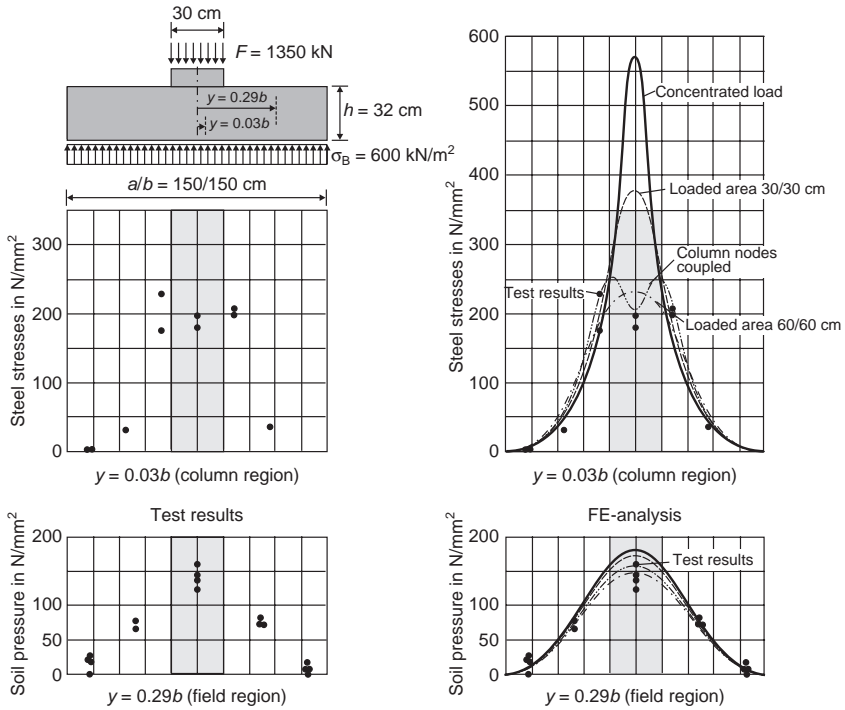 30 cm
F = 1350 kN
y = 0.29b
y = 0.03b
h = 32 cm
σB = 600 kN/m²
a/b = 150/150 cm
Steel stresses in N/mm²
300
200
100
0
y = 0.03b (column region)
Test results
Soil pressure in N/mm²
200
150
100
50
0
y = 0.29b (field region)
Steel stresses in N/mm²
600
500
400
300
200
100
0
Concentrated load
Loaded area 30/30 cm
Column nodes
coupled
Test results
Loaded area 60/60 cm
y = 0.03b (column region)
FE-analysis
Soil pressure in N/mm²
200
100
50
0
Test results
y = 0.29b (field region)